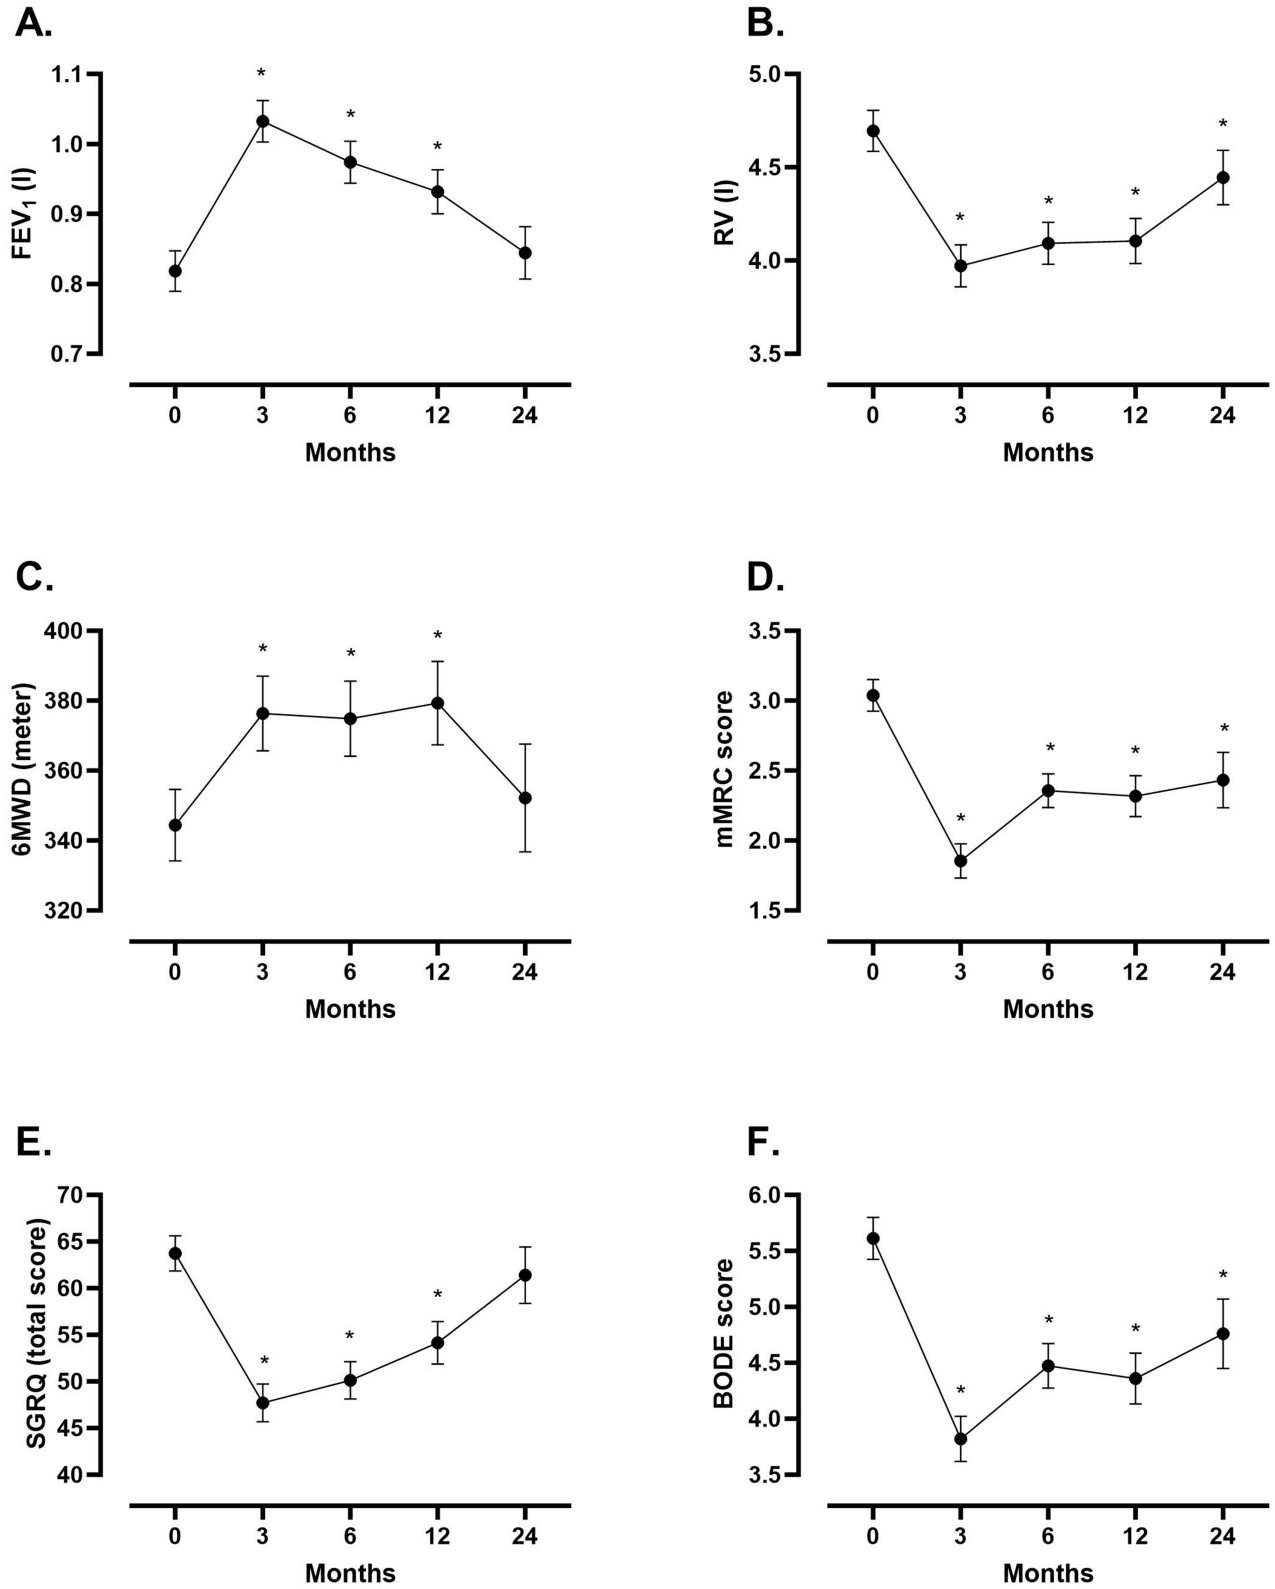 A.
FEV1 (l)
1.1
1.0
0.9
0.8
0.7
*
*
*
0 3 6 12 24
Months
B.
RV (l)
5.0
4.5
4.0
3.5
*
*
*
*
0 3 6 12 24
Months
C.
6MWD (meter)
400
380
360
340
320
*
*
*
0 3 6 12 24
Months
D.
mMRC score
3.5
3.0
2.5
2.0
1.5
*
*
*
*
0 3 6 12 24
Months
E.
SGRQ (total score)
70
65
60
55
50
45
40
*
*
*
0 3 6 12 24
Months
F.
BODE score
6.0
5.5
5.0
4.5
4.0
3.5
*
*
*
*
0 3 6 12 24
Months